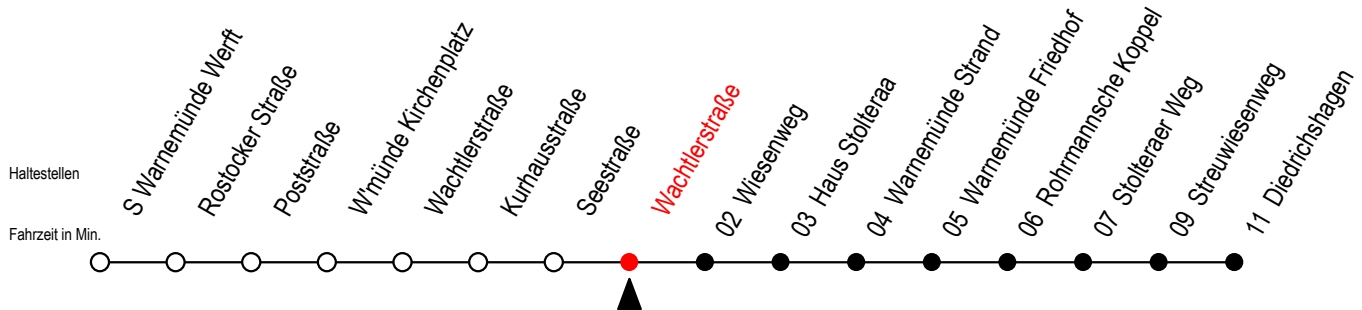 Haltestellen
Fahrzeit in Min.
S Warnemünde Werft
Rostocker Straße
Poststraße
W'münde Kirchenplatz
Wachtlerstraße
Kurhausstraße
Seestraße
Wachtlerstraße
02 Wiesenweg
03 Haus Stolteraa
04 Warnemünde Strand
05 Warnemünde Friedhof
06 Rohrmannsche Koppel
07 Stolteraer Weg
09 Streuwiesenweg
11 Diedrichshagen